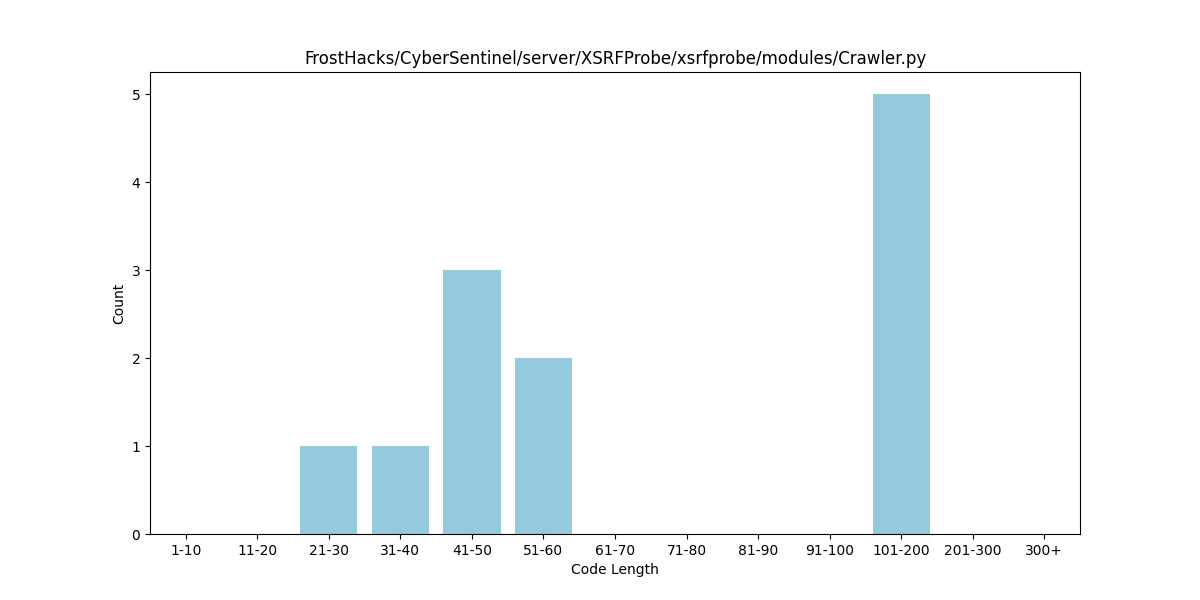 FrostHacks/CyberSentinel/server/XSRFProbe/xsrfprobe/modules/Crawler.py
5
4
3
2
1
0
Count
1-10 11-20 21-30 31-40 41-50 51-60 61-70 71-80 81-90 91-100 101-200 201-300 300+
Code Length